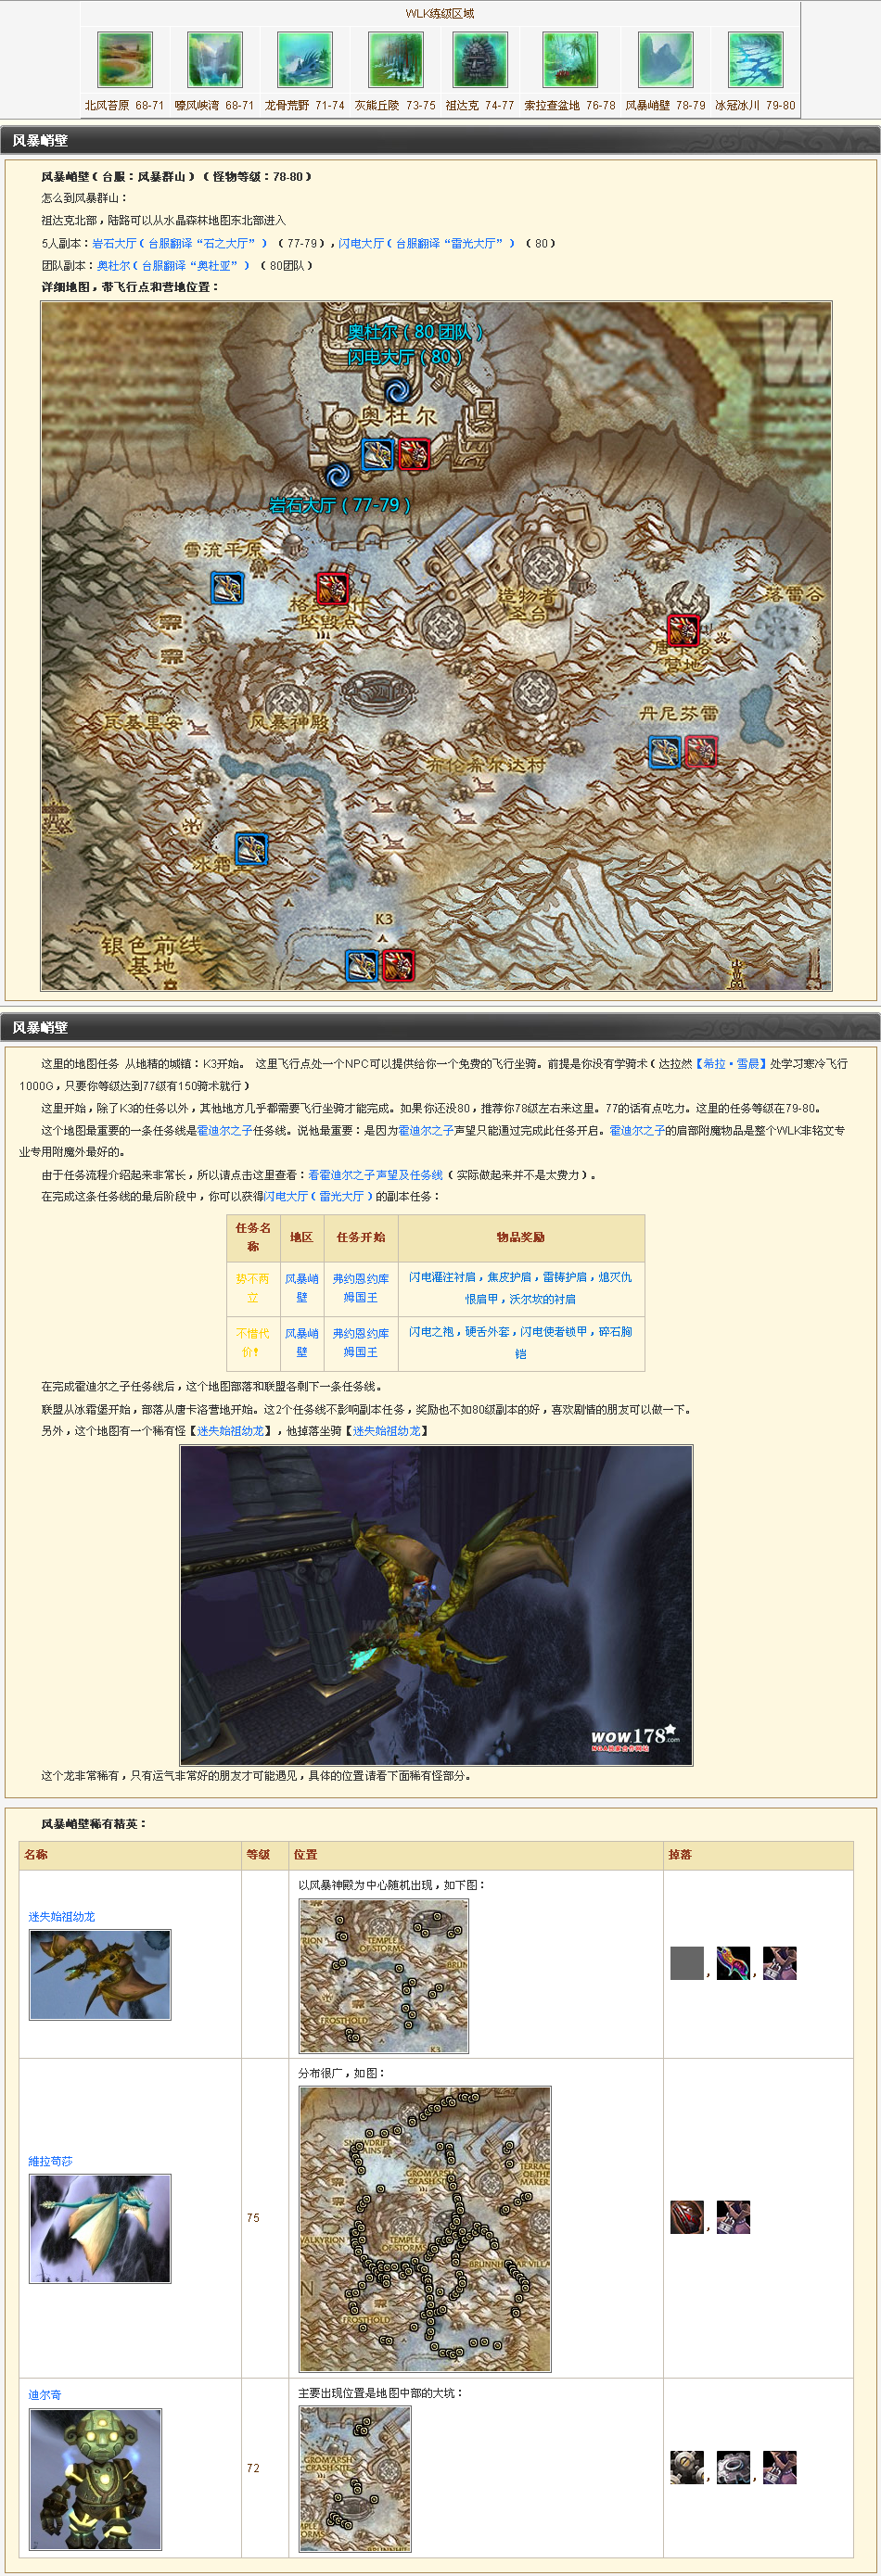 WLK练级区域
北风苔原 68-71 嚎风峡湾 68-71 龙骨荒野 71-74 灰熊丘陵 73-75 祖达克 74-77 索拉查盆地 76-78 风暴峭壁 78-79 冰冠冰川 79-80
风暴峭壁
风暴峭壁（台服：风暴群山）（怪物等级：78-80）
怎么到风暴群山：
祖达克北部，陆路可以从水晶森林地图东北部进入
5人副本：岩石大厅（台服翻译“石之大厅”）（77-79），闪电大厅（台服翻译“雷光大厅”）（80）
团队副本：奥杜尔（台服翻译“奥杜亚”）（80团队）
详细地图，带飞行点和营地位置：
奥杜尔（80 团队）
闪电大厅（80）
奥杜尔
岩石大厅（77-79）
雪流平原
造物者
台
落雷谷
坠毁点
营地
丹尼芬雷
瓦基里安
风暴神殿
布伦希尔达村
冰霜
K3
银色前线
基地
风暴峭壁
这里的地图任务 从地精的城镇：K3开始。 这里飞行点处一个NPC可以提供给你一个免费的飞行坐骑。前提是你没有学骑术（达拉然【希拉·雪晨】处学习寒冷飞行
1000G，只要你等级达到77级有150骑术就行）
这里开始，除了K3的任务以外，其他地方几乎都需要飞行坐骑才能完成。如果你还没80，推荐你78级左右来这里。77的话有点吃力。这里的任务等级在79-80。
这个地图最重要的一条任务线是霍迪尔之子任务线。说他最重要：是因为霍迪尔之子声望只能通过完成此任务开启。霍迪尔之子的肩部附魔物品是整个WLK非铭文专
业专用附魔外最好的。
由于任务流程介绍起来非常长，所以请点击这里查看：看霍迪尔之子声望及任务线（实际做起来并不是太费力）。
在完成这条任务线的最后阶段中，你可以获得闪电大厅（雷光大厅）的副本任务：
任务名称 地区 任务开始 物品奖励
势不两立 风暴峭壁 弗约恩约库姆国王 闪电灌注衬肩，焦皮护肩，雷铸护肩，熄灭仇恨肩甲，沃尔坎的衬肩
不惜代价！ 风暴峭壁 弗约恩约库姆国王 闪电之袍，硬舌外套，闪电使者锁甲，碎石胸铠
在完成霍迪尔之子任务线后，这个地图部落和联盟各剩下一条任务线。
联盟从冰霜堡开始，部落从唐卡洛营地开始。这2个任务线不影响副本任务，奖励也不如80级副本的好，喜欢剧情的朋友可以做一下。
另外，这个地图有一个稀有怪【迷失始祖幼龙】，他掉落坐骑【迷失始祖幼龙】
wow.178.com
NGA独家合作网站
这个龙非常稀有，只有运气非常好的朋友才可能遇见，具体的位置请看下面稀有怪部分。
风暴峭壁稀有精英：
名称 等级 位置 掉落
迷失始祖幼龙
以风暴神殿为中心随机出现，如下图：
TEMPLE
OF STORMS
FROSTHOLD
K3
維拉苟莎
75
分布很广，如图：
GROM'ARSH
CRASH SITE
TERRACE
OF THE
MAKER
VALKYRION
TEMPLE
OF STORMS
FROSTHOLD
迪尔奇
72
主要出现位置是地图中部的大坑：
GROM'ARSH
CRASH SITE